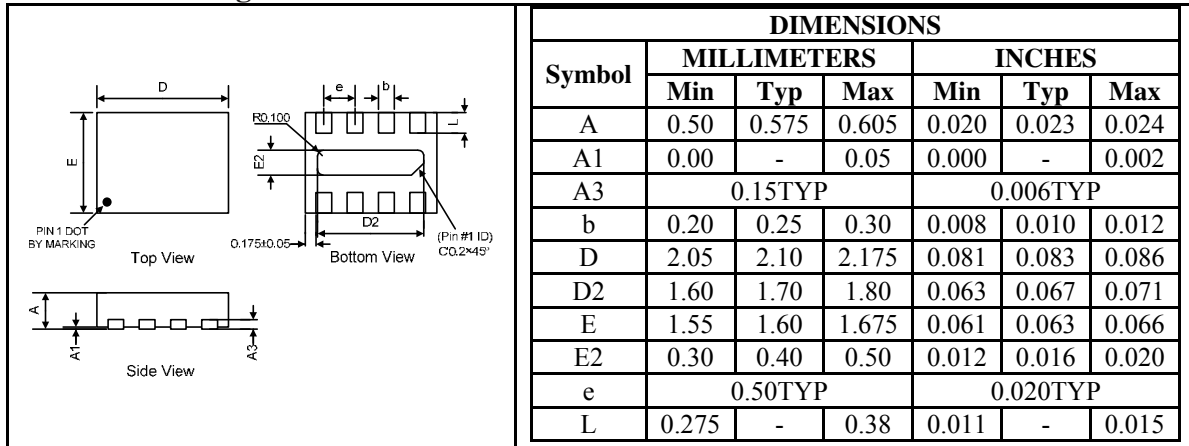 D
E
PIN 1 DOT
BY MARKING
Top View
e
b
L
R0.100
E2
D2
0.175±0.05
(Pin #1 ID)
C0.2×45°
Bottom View
A
A1
A3
Side View
DIMENSIONS
Symbol MILLIMETERS INCHES
Min Typ Max Min Typ Max
A 0.50 0.575 0.605 0.020 0.023 0.024
A1 0.00 - 0.05 0.000 - 0.002
A3 0.15TYP 0.006TYP
b 0.20 0.25 0.30 0.008 0.010 0.012
D 2.05 2.10 2.175 0.081 0.083 0.086
D2 1.60 1.70 1.80 0.063 0.067 0.071
E 1.55 1.60 1.675 0.061 0.063 0.066
E2 0.30 0.40 0.50 0.012 0.016 0.020
e 0.50TYP 0.020TYP
L 0.275 - 0.38 0.011 - 0.015